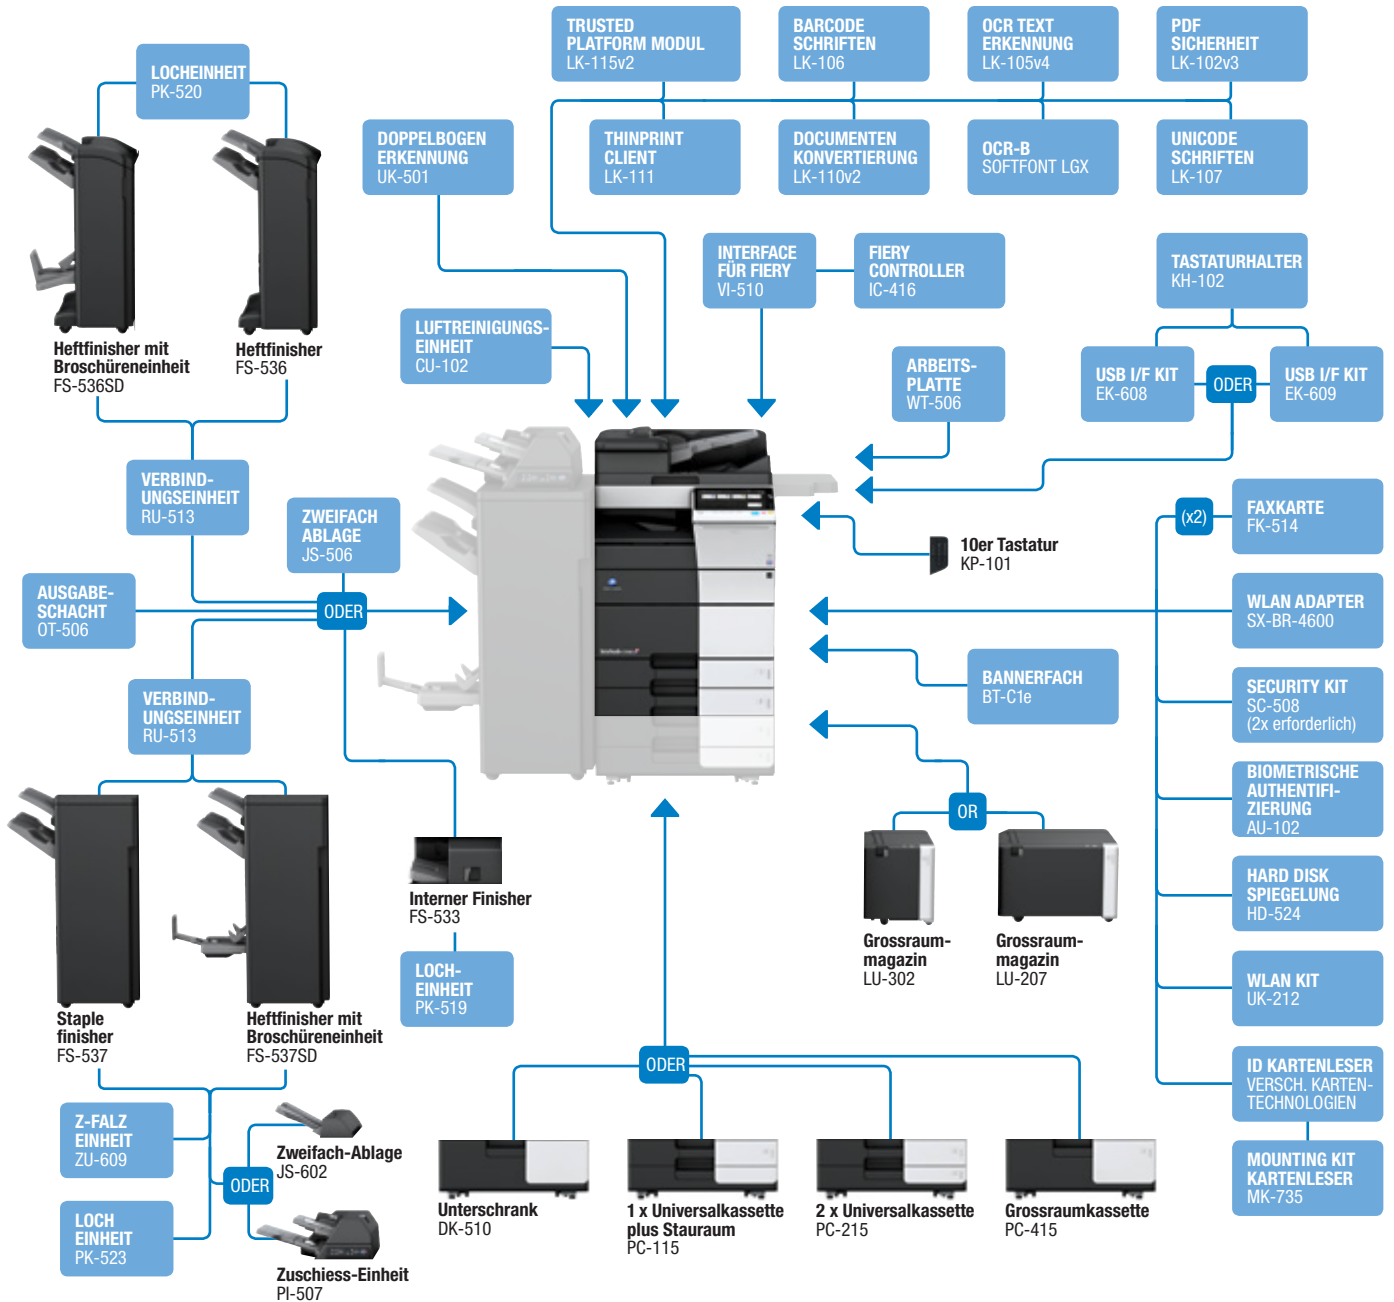 TRUSTED
PLATFORM MODUL
LK-115v2
BARCODE
SCHRIFTEN
LK-106
OCR TEXT
ERKENNUNG
LK-105v4
PDF
SICHERHEIT
LK-102v3
LOCHEINHEIT
PK-520
DOPPELBOGEN
ERKENNUNG
UK-501
THINPRINT
CLIENT
LK-111
DOCUMENTEN
KONVERTIERUNG
LK-110v2
OCR-B
SOFTFONT LGX
UNICODE
SCHRIFTEN
LK-107
INTERFACE
FÜR FIERY
VI-510
FIERY
CONTROLLER
IC-416
TASTATURHALTER
KH-102
Heftfinisher mit
Broschüreneinheit
FS-536SD
Heftfinisher
FS-536
LUFTREINIGUNGS-
EINHEIT
CU-102
ARBEITS-
PLATTE
WT-506
USB I/F KIT
EK-608
ODER
USB I/F KIT
EK-609
VERBIND-
UNGSEINHEIT
RU-513
ZWEIFACH
ABLAGE
JS-506
(x2)
FAXKARTE
FK-514
10er Tastatur
KP-101
AUSGABE-
SCHACHT
OT-506
ODER
WLAN ADAPTER
SX-BR-4600
BANNERFACH
BT-C1e
SECURITY KIT
SC-508
(2x erforderlich)
VERBIND-
UNGSEINHEIT
RU-513
BIOMETRISCHE
AUTHENTIFI-
ZIERUNG
AU-102
OR
HARD DISK
SPIEGELUNG
HD-524
Interner Finisher
FS-533
Grossraum-
magazin
LU-302
Grossraum-
magazin
LU-207
LOCH-
EINHEIT
PK-519
WLAN KIT
UK-212
Staple
finisher
FS-537
Heftfinisher mit
Broschüreneinheit
FS-537SD
ODER
ID KARTENLESER
VERSCH. KARTEN-
TECHNOLOGIEN
Z-FALZ
EINHEIT
ZU-609
Zweifach-Ablage
JS-602
ODER
MOUNTING KIT
KARTENLESER
MK-735
LOCH
EINHEIT
PK-523
Zuschiess-Einheit
PI-507
Unterschrank
DK-510
1 x Universalkassette
plus Stauraum
PC-115
2 x Universalkassette
PC-215
Grossraumkassette
PC-415